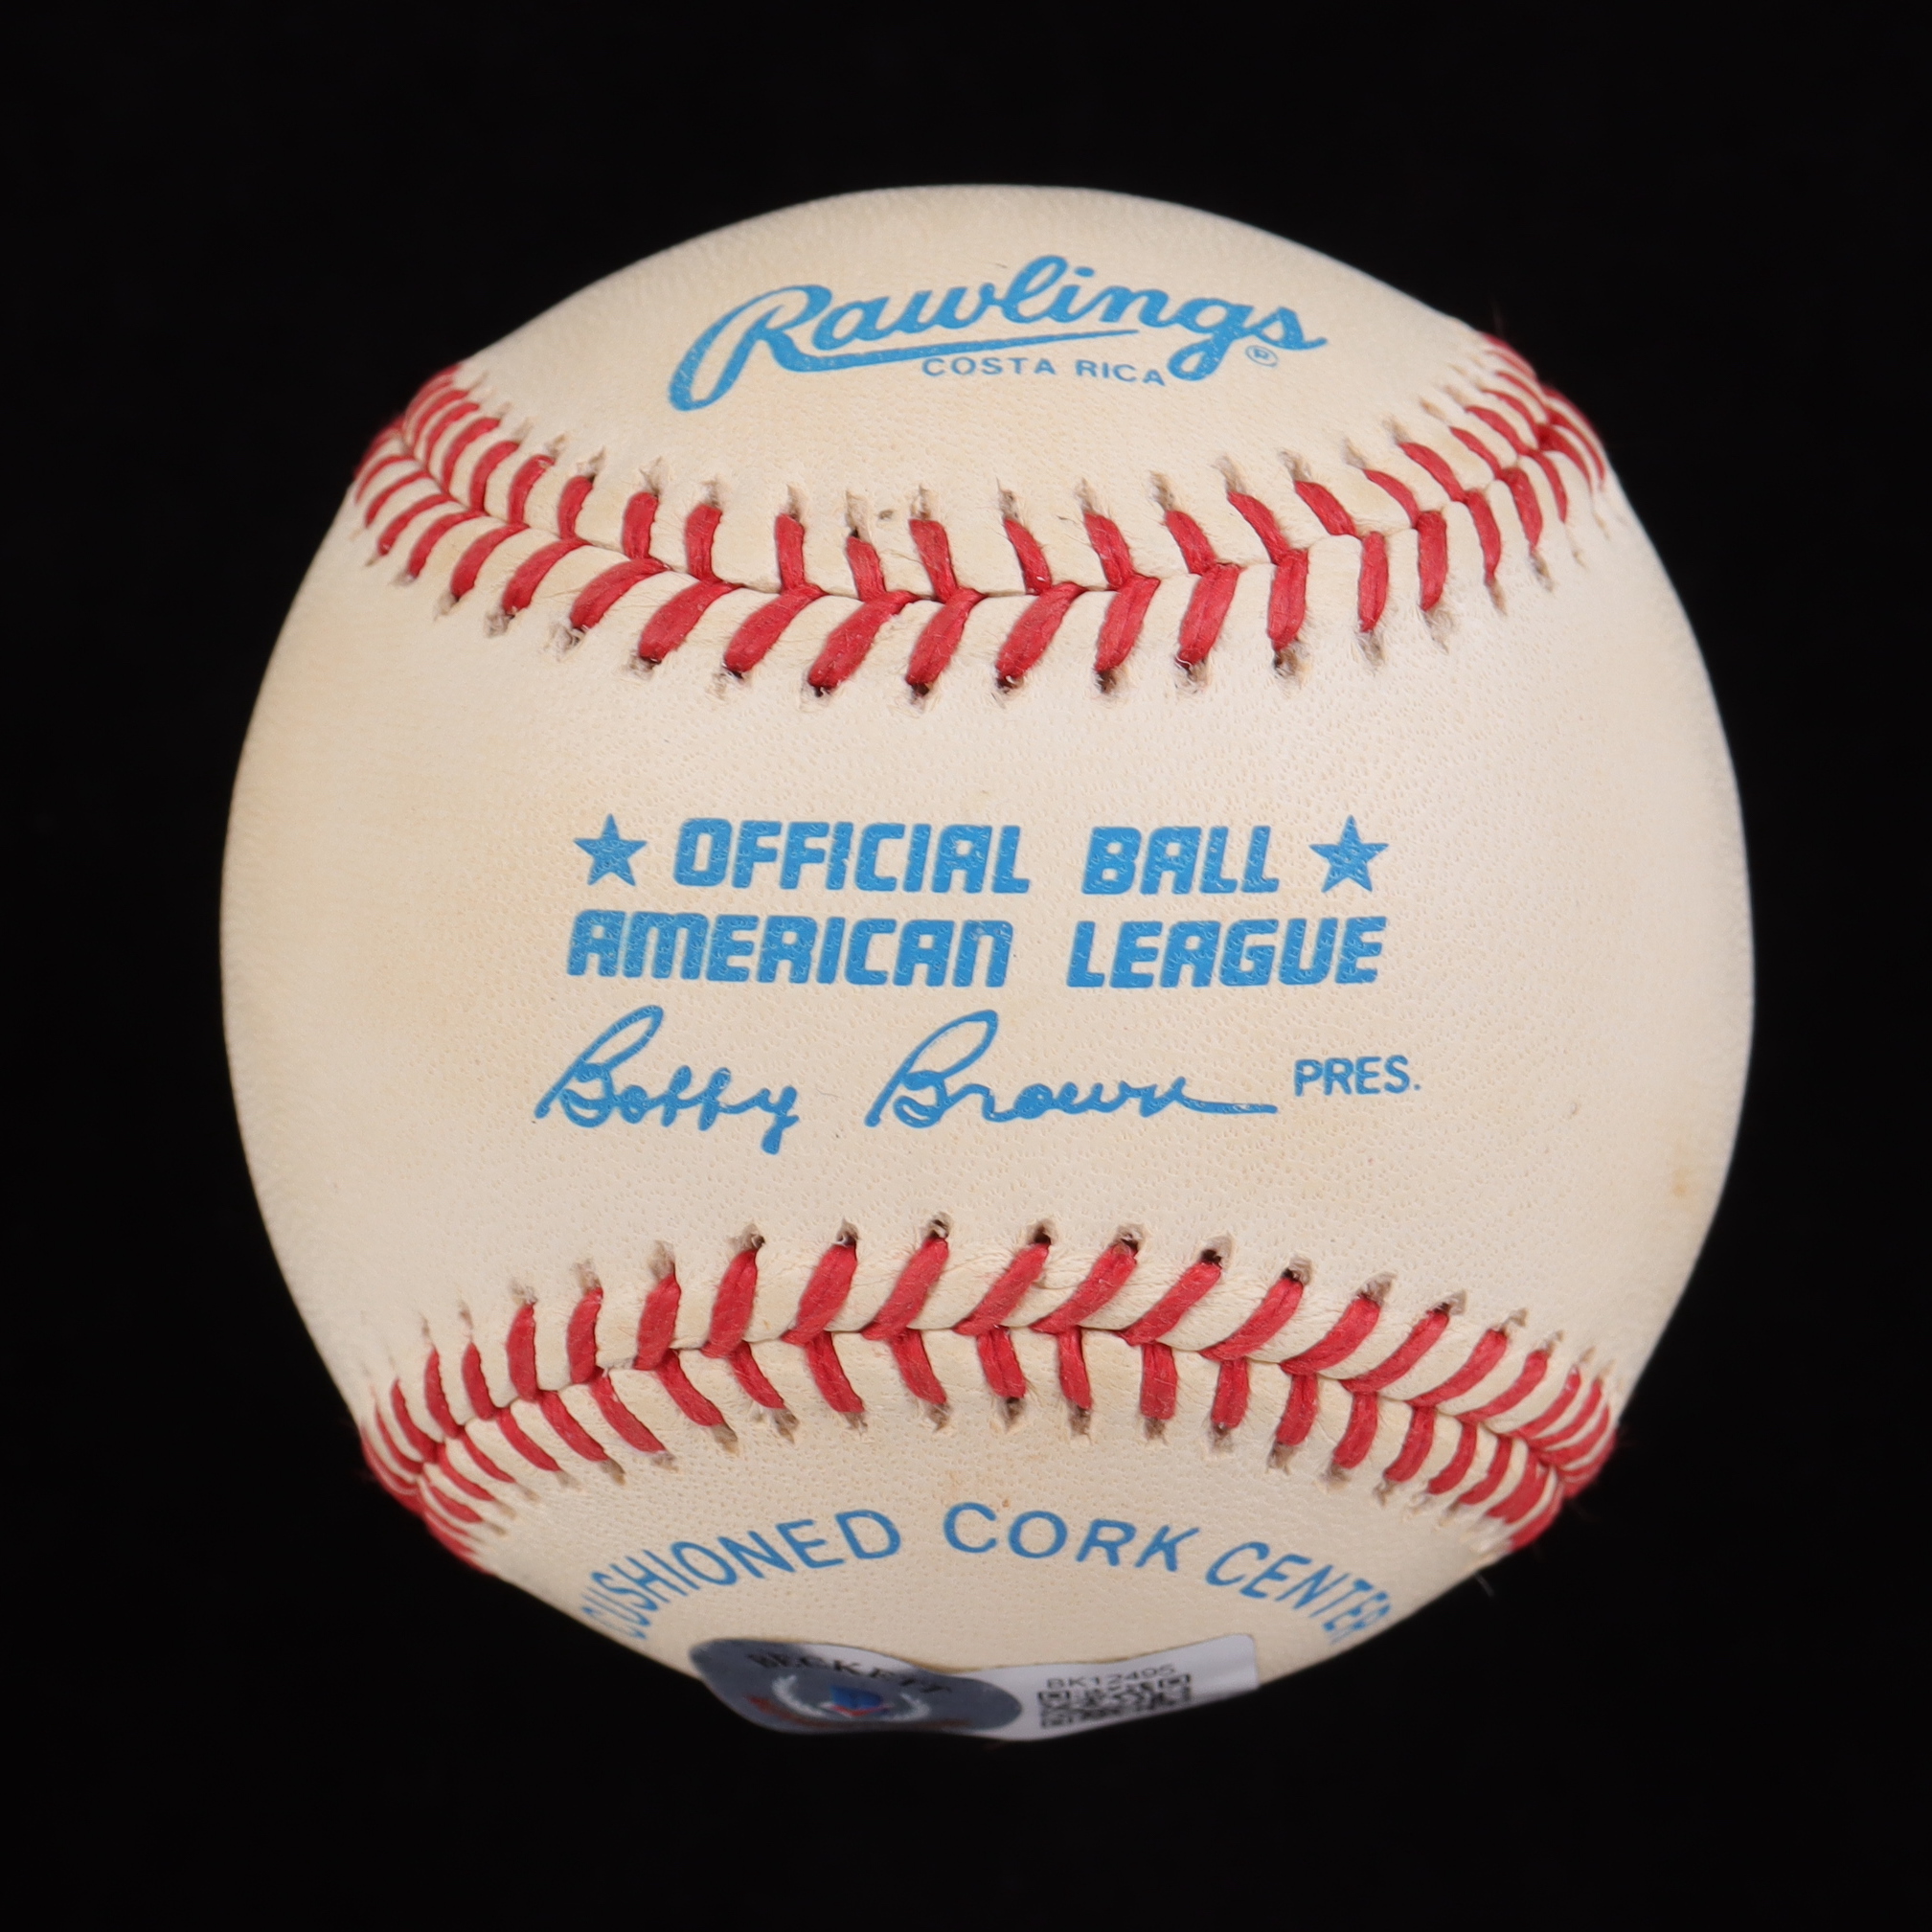 Rawlings®
COSTA RICA
★ OFFICIAL BALL ★
AMERICAN LEAGUE
Bobby Brown PRES.
CUSHIONED CORK CENTER
BECKETT
BK12495